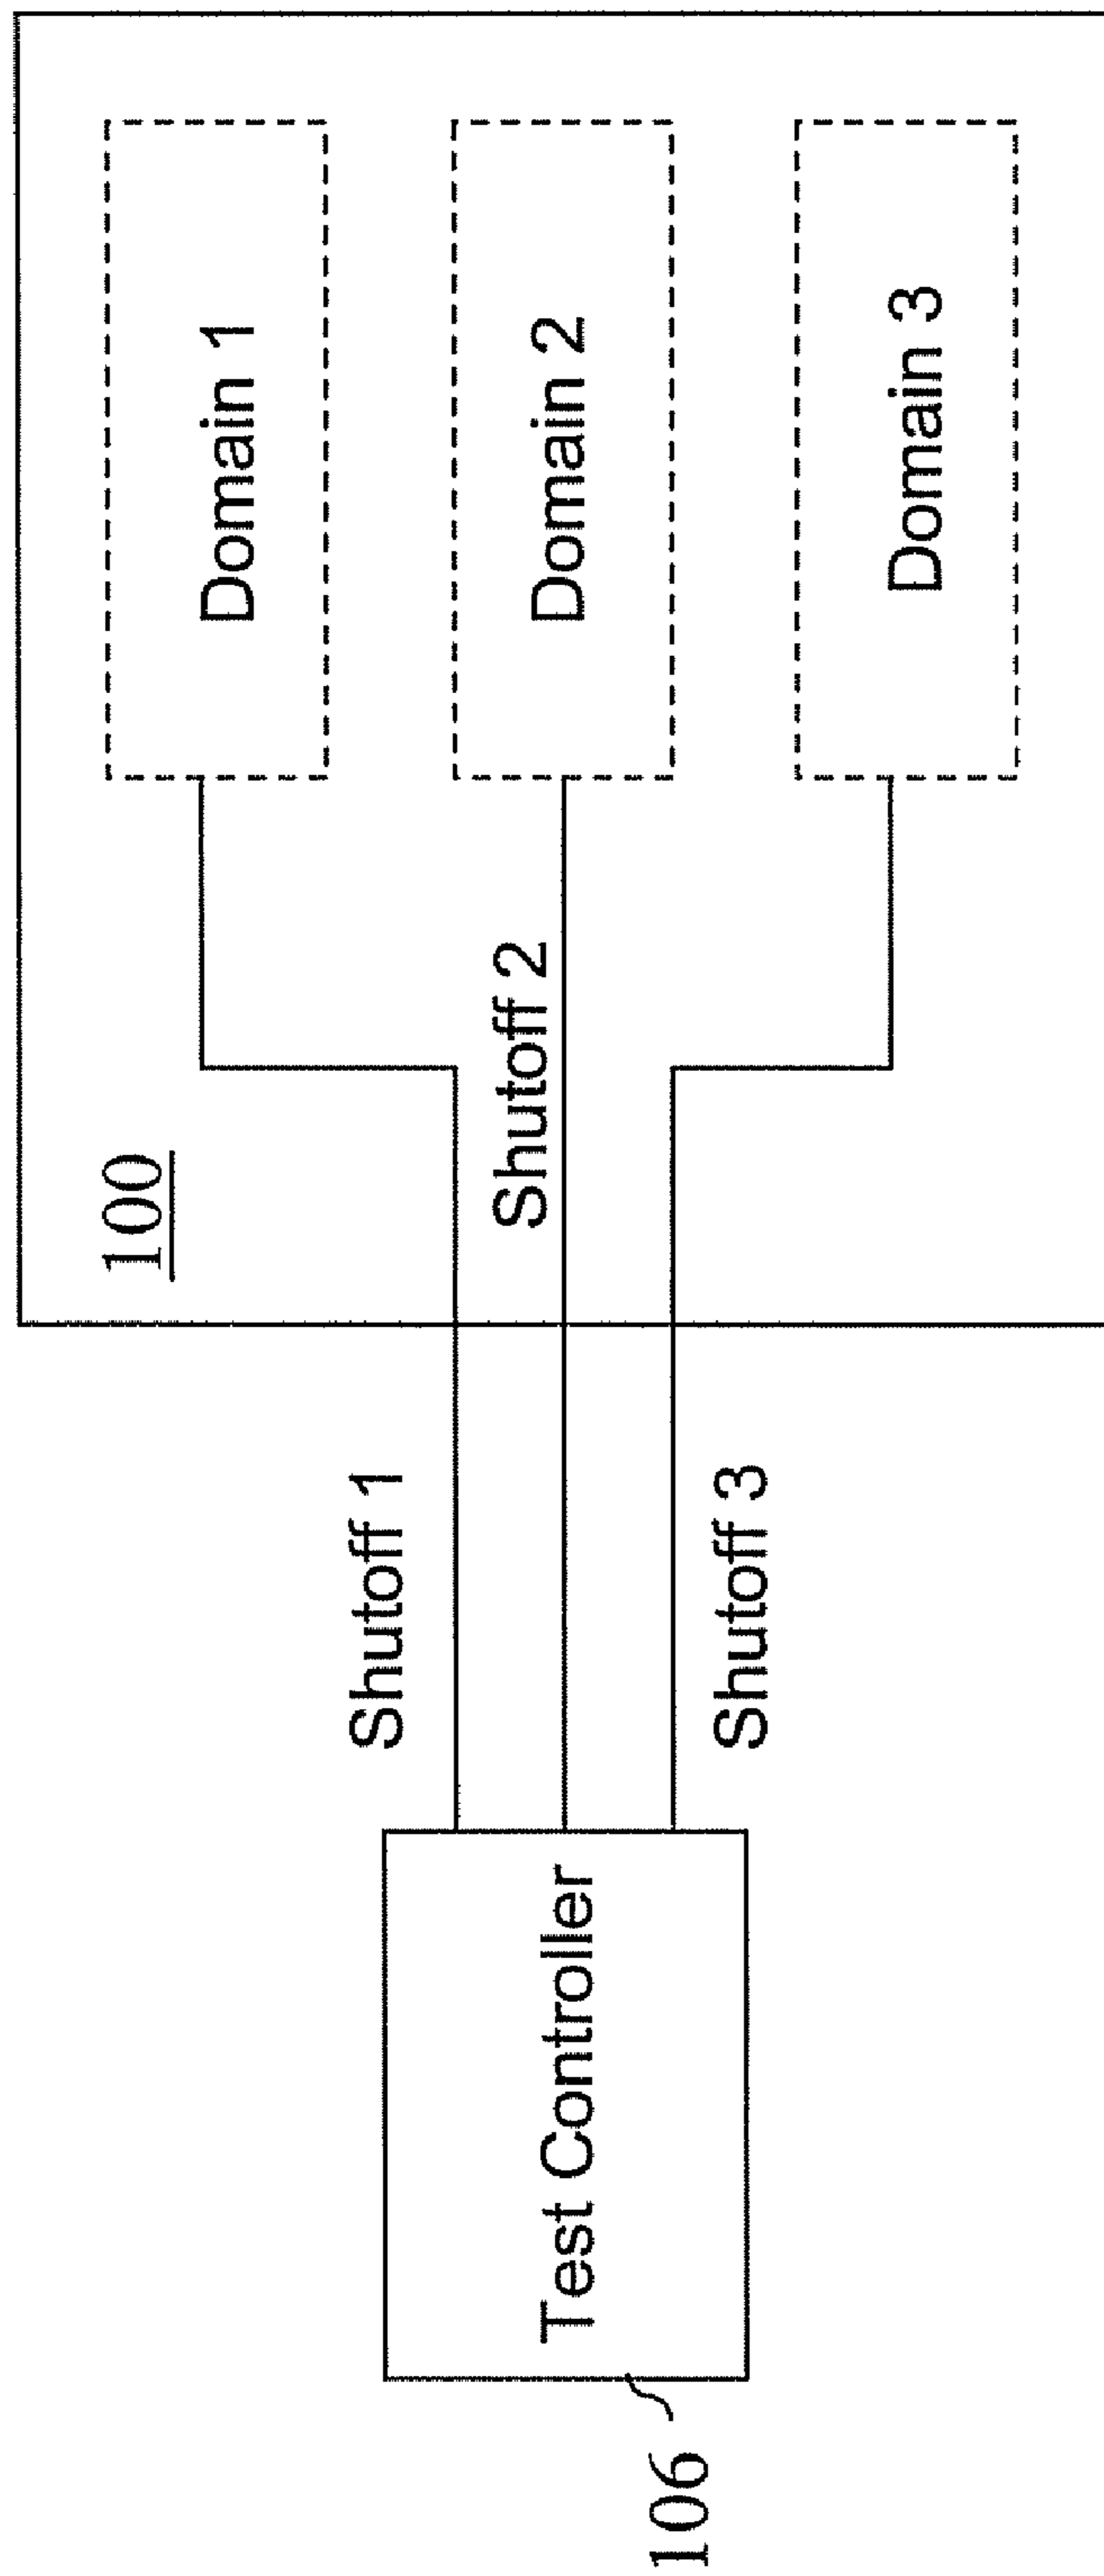 100
Domain 1
Shutoff 1
Shutoff 2
Domain 2
Test Controller
Shutoff 3
Domain 3
106